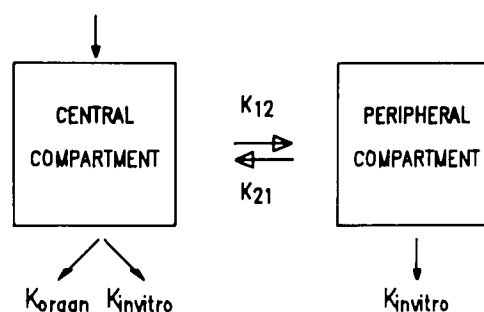 CENTRAL
COMPARTMENT
K12
K21
PERIPHERAL
COMPARTMENT
Korgan Kinvitro
Kinvitro